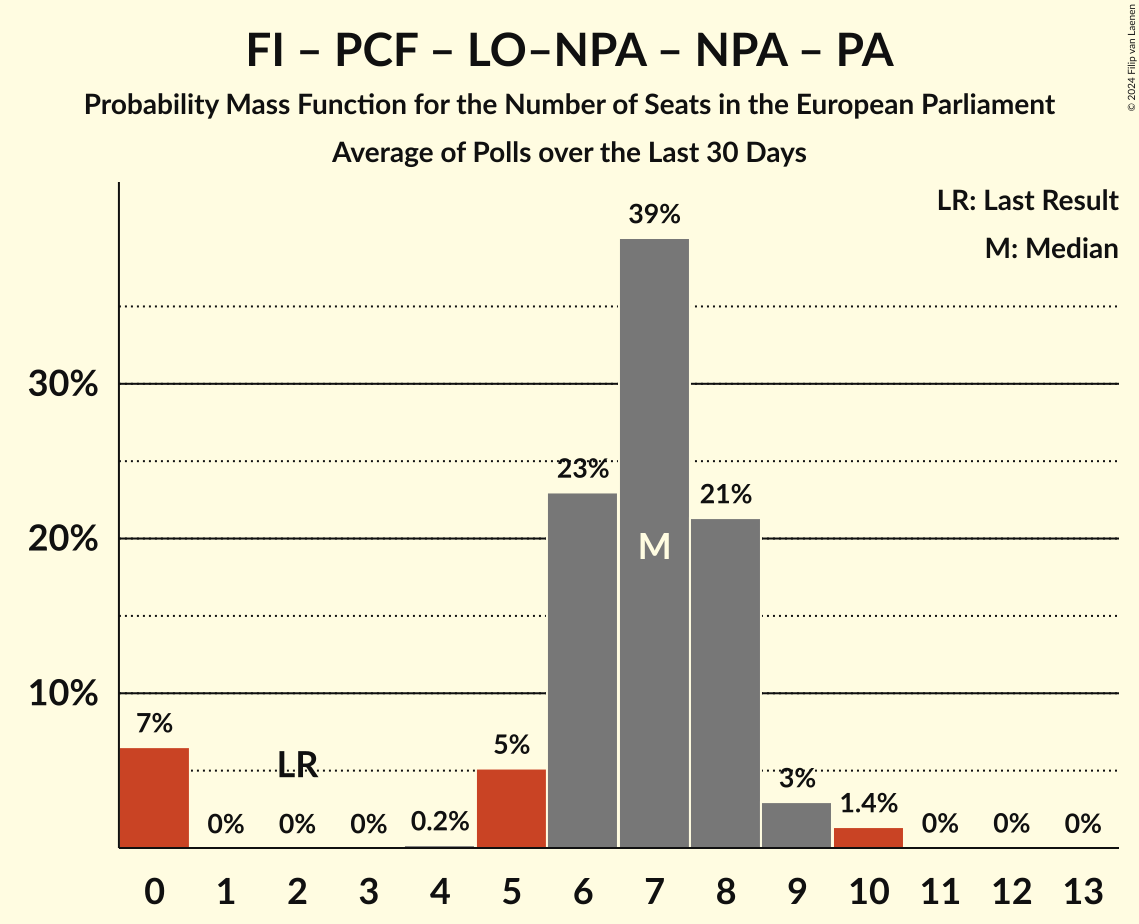 FI – PCF – LO–NPA – NPA – PA
Probability Mass Function for the Number of Seats in the European Parliament
Average of Polls over the Last 30 Days
© 2024 Filip van Laenen
LR: Last Result
M: Median
39%
30%
23%
21%
M
20%
10%
7%
LR
5%
3%
1.4%
0%
0%
0%
0.2%
0%
0%
0%
0 1 2 3 4 5 6 7 8 9 10 11 12 13